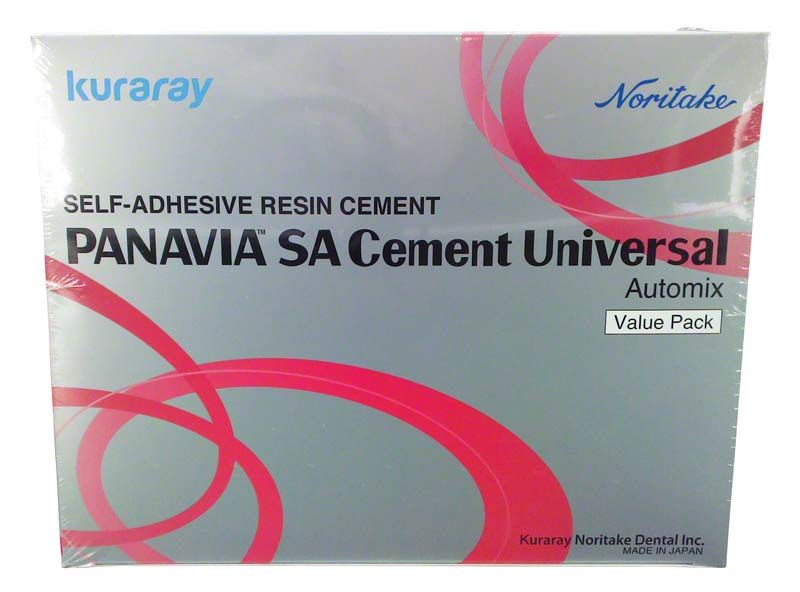 kuraray
Noritake
SELF-ADHESIVE RESIN CEMENT
PANAVIA™ SA Cement Universal
Automix
Value Pack
Kuraray Noritake Dental Inc.
MADE IN JAPAN